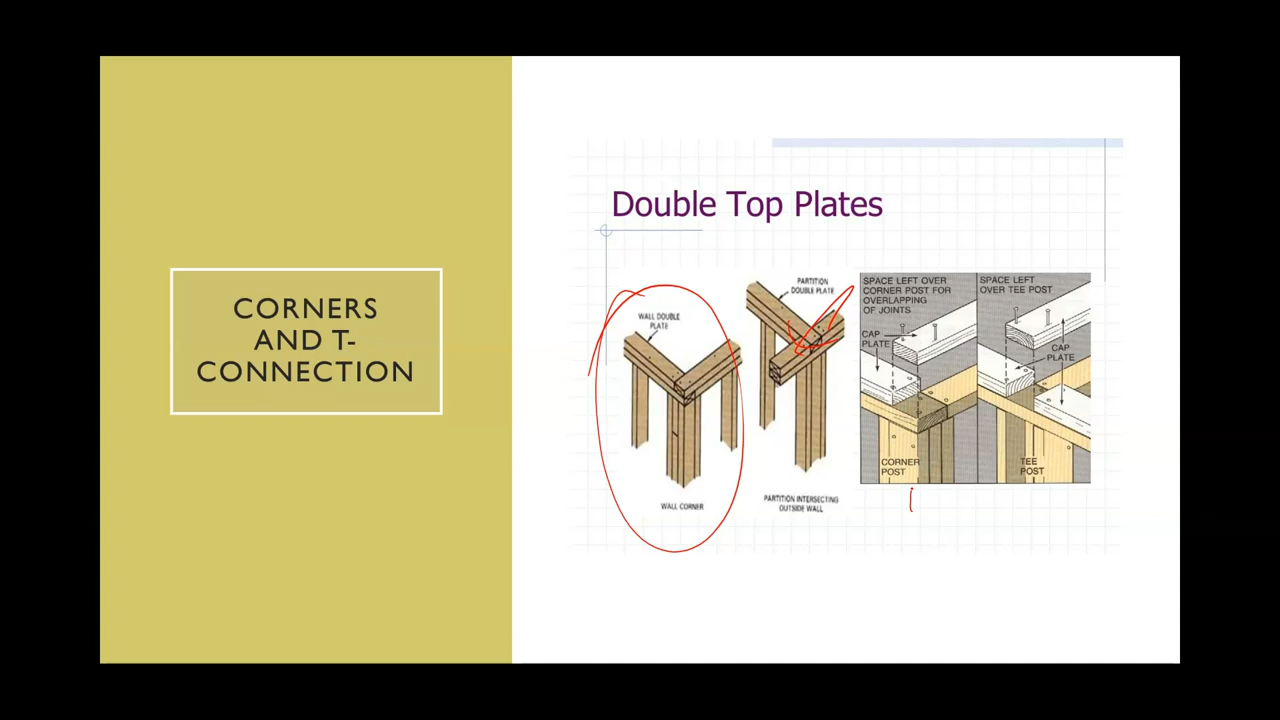 CORNERS
AND T-
CONNECTION
Double Top Plates
WALL DOUBLE
PLATE
WALL CORNER
PARTITION
DOUBLE PLATE
PARTITION INTERSECTING
OUTSIDE WALL
SPACE LEFT OVER
CORNER POST FOR
OVERLAPPING
OF JOINTS
CAP
PLATE
CORNER
POST
SPACE LEFT
OVER TEE POST
CAP
PLATE
TEE
POST